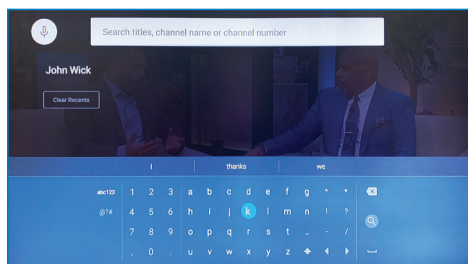 Search titles, channel name or channel number
John Wick
Clear Recents
I thanks we
abc123 1 2 3 a b c d e f g ^ *
@?# 4 5 6 h i j k l m n ! ?
7 8 9 o p q r s t _ - /
. 0 , u v w x y z